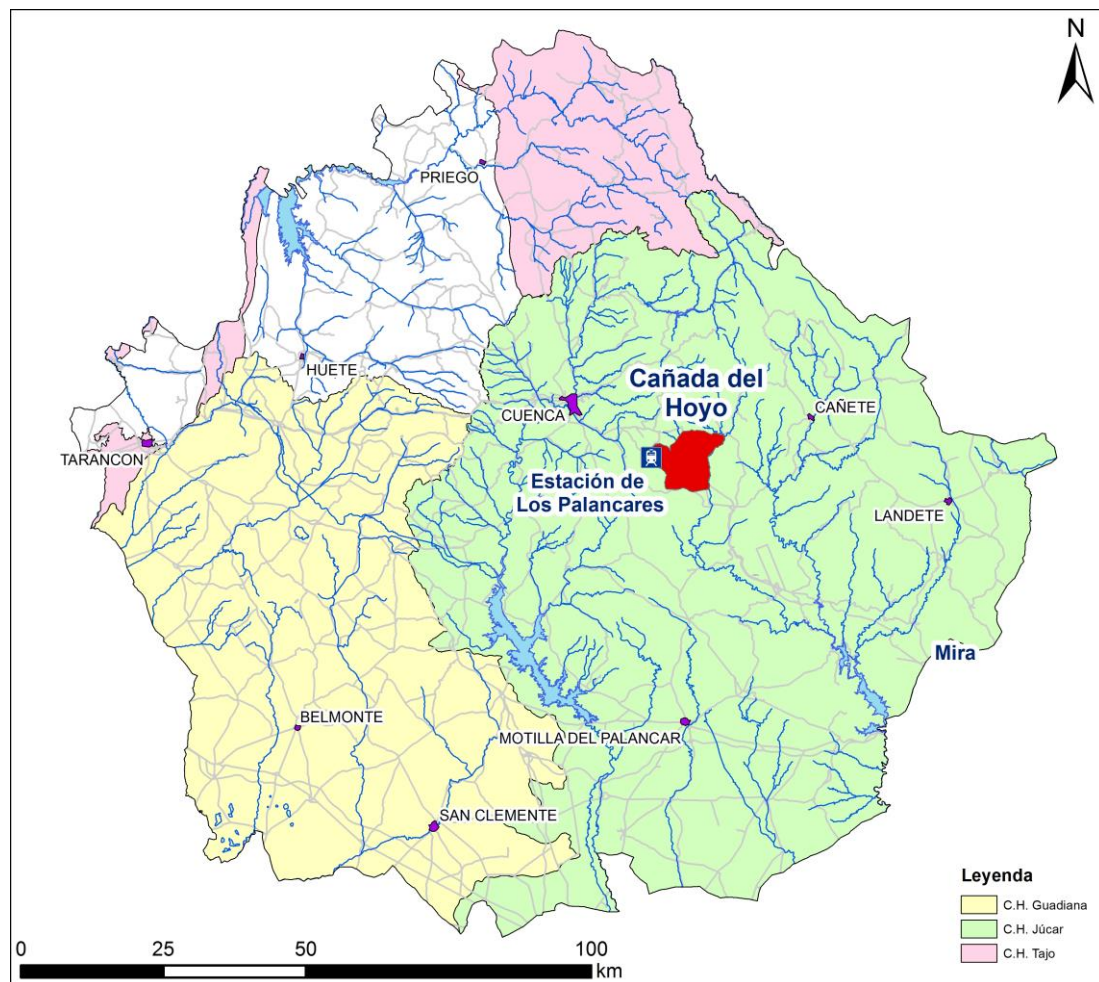 N
PRIEGO
HUETE
Cañada del
Hoyo
CUENCA
CAÑETE
TARANCON
Estación de
Los Palancares
LANDETE
Mira
BELMONTE
MOTILLA DEL PALANCAR
SAN CLEMENTE
Leyenda
C.H. Guadiana
C.H. Júcar
C.H. Tajo
0 25 50 100
km